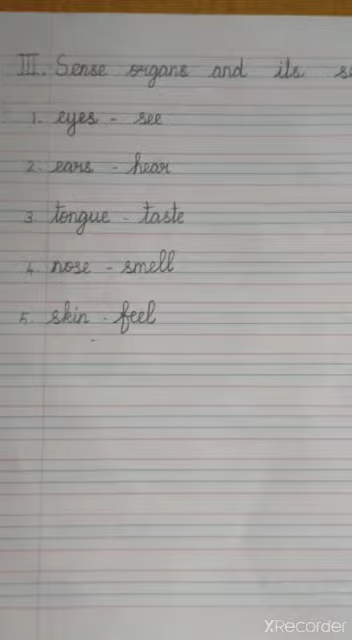 III. Sense organs and its
1. eyes - see
2. ears - hear
3. tongue - taste
4. nose - smell
5. skin - feel
XRecorder